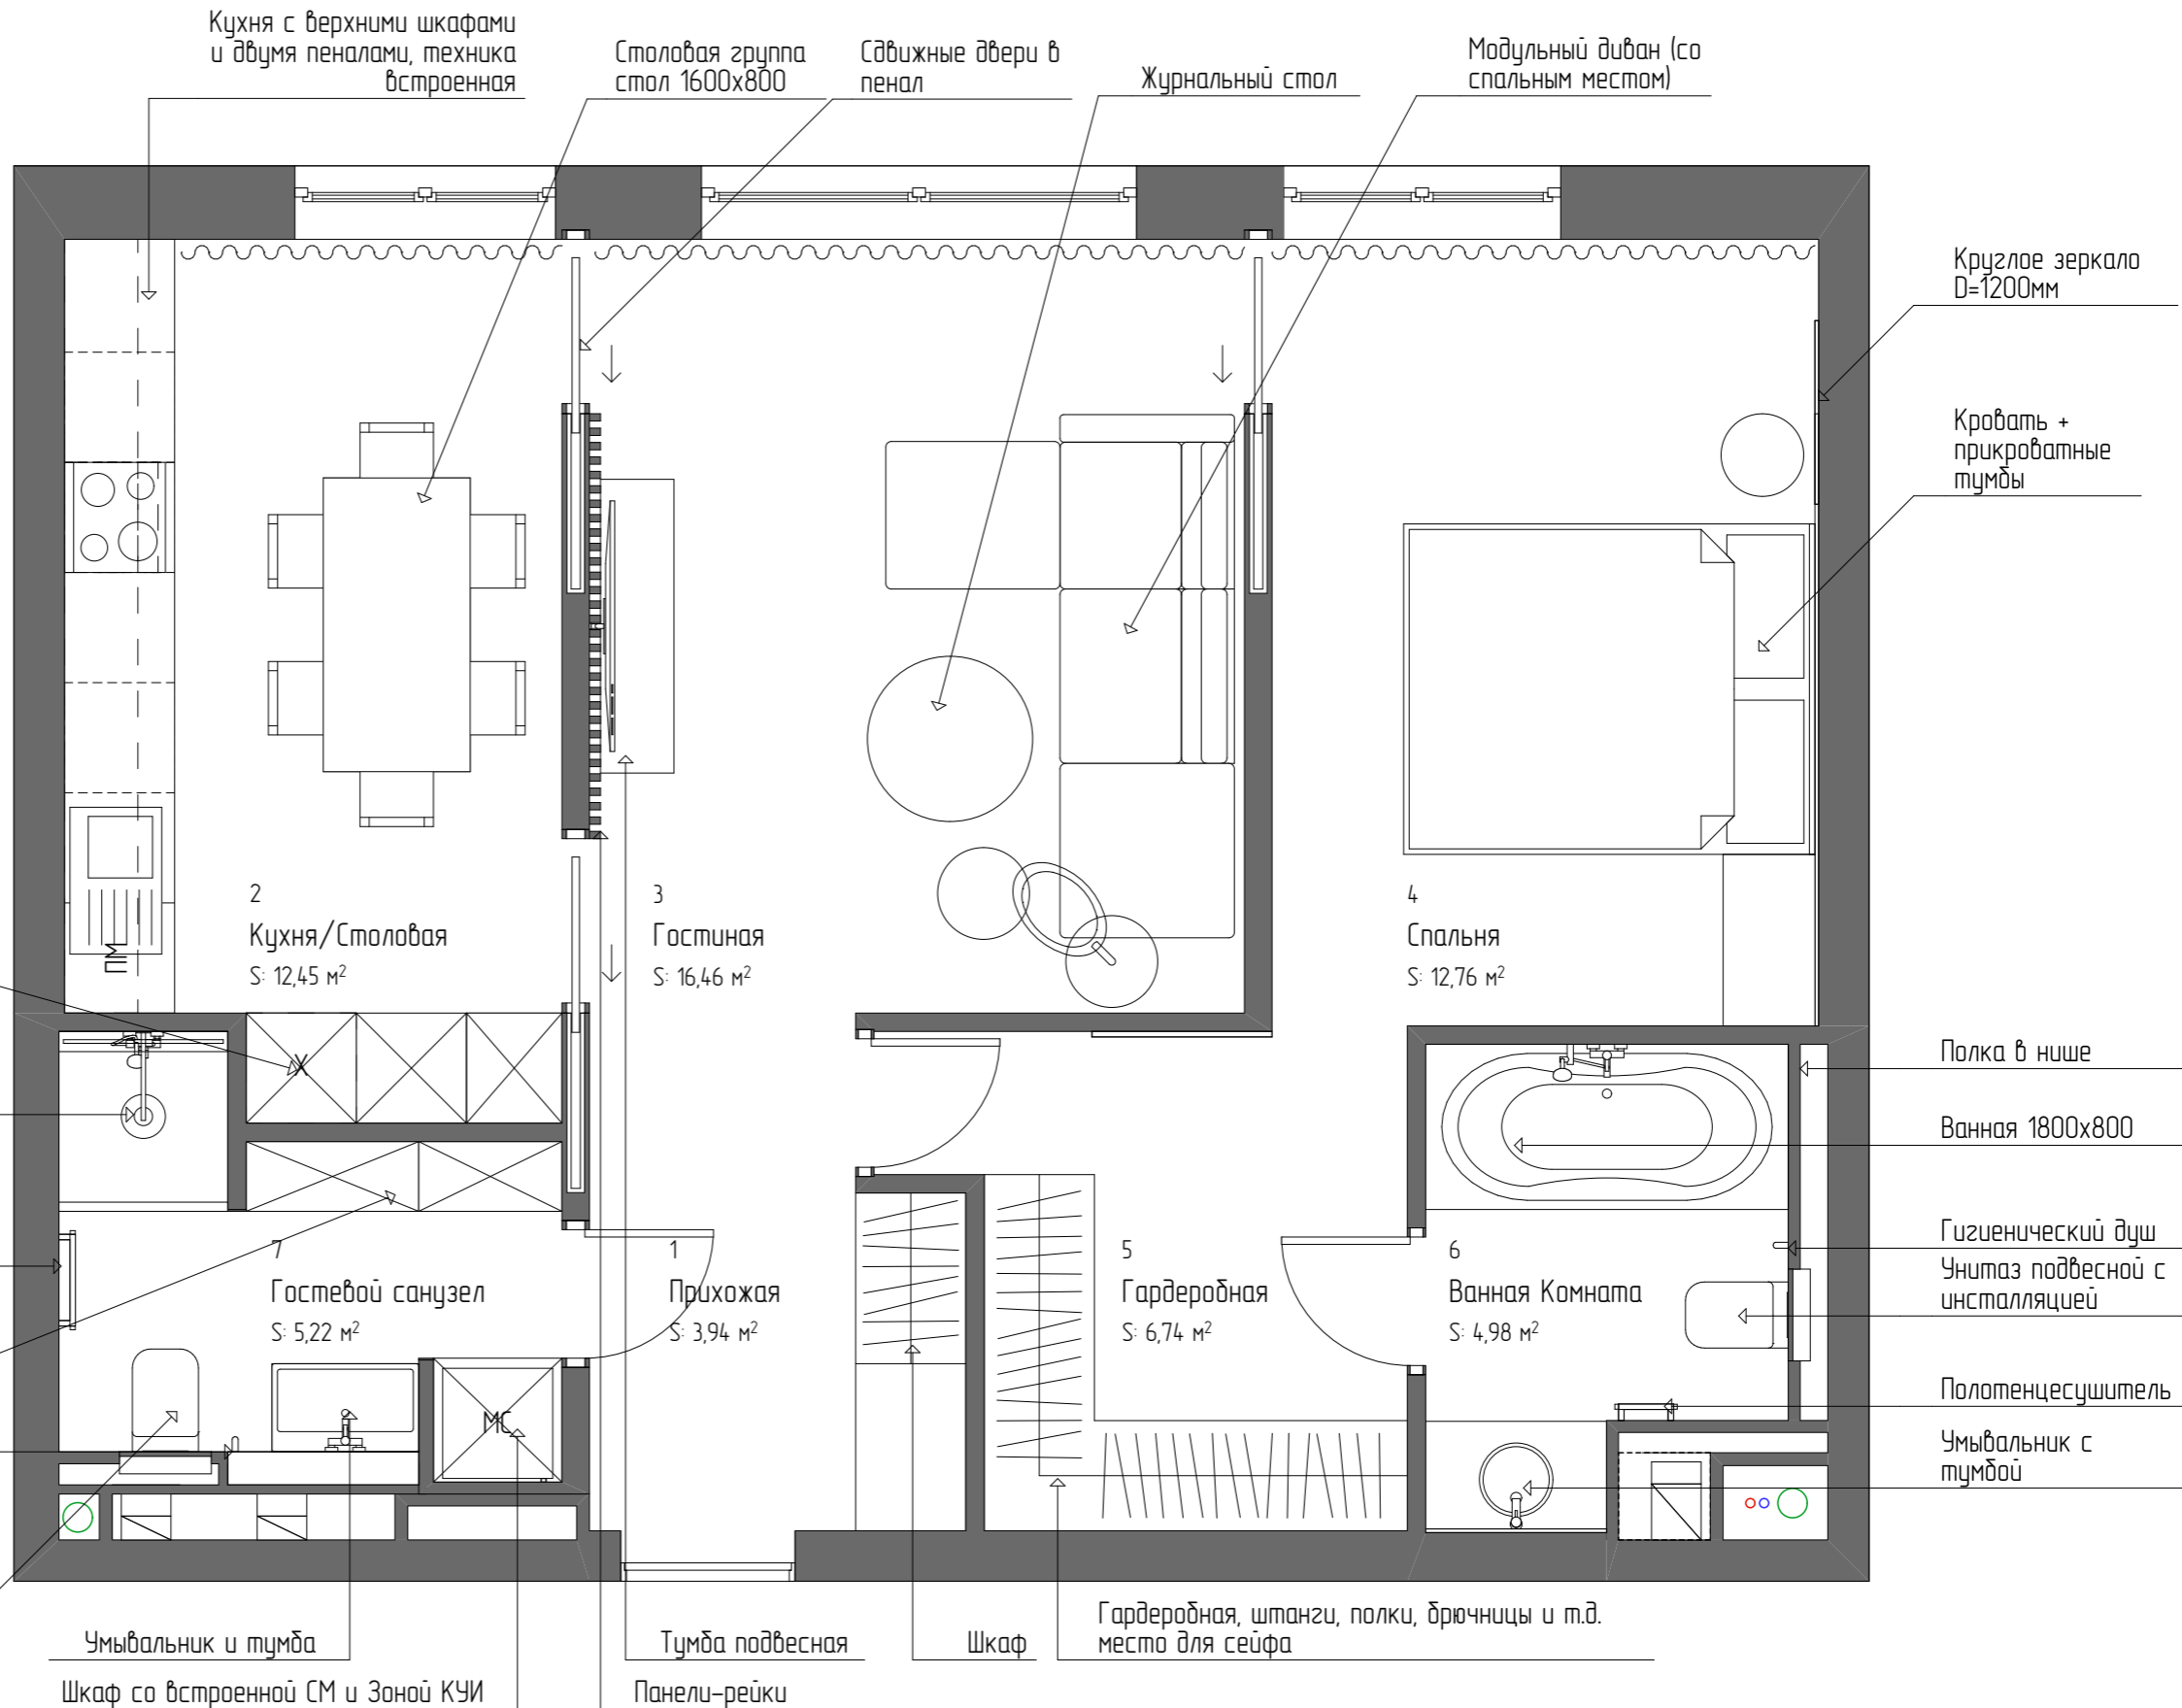 Кухня с верхними шкафами
и двумя пеналами, техника
встроенная
Столовая группа
стол 1600х800
Сдвижные двери в
пенал
Журнальный стол
Модульный диван (со
спальным местом)
Круглое зеркало
D=1200мм
Кровать +
прикроватные
тумбы
ПМ
2
Кухня/Столовая
S: 12,45 м²
3
Гостиная
S: 16,46 м²
4
Спальня
S: 12,76 м²
Х
Полка в нише
Ванная 1800х800
Гигиенический душ
Унитаз подвесной с
инсталляцией
Полотенцесушитель
Умывальник с
тумбой
7
Гостевой санузел
S: 5,22 м²
1
Прихожая
S: 3,94 м²
5
Гардеробная
S: 6,74 м²
6
Ванная Комната
S: 4,98 м²
МС
Умывальник и тумба
Тумба подвесная
Шкаф
Гардеробная, штанги, полки, брючницы и т.д.
место для сейфа
Шкаф со встроенной СМ и Зоной КУИ
Панели-рейки